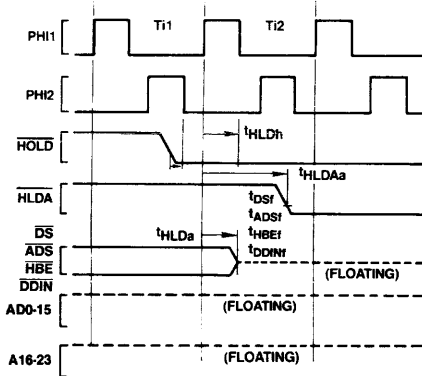 PHI1 Ti1 Ti2
PHI2
HOLD tHLDh
tHLDAa
HLDA tDSf
tADSf
DS tHLDa tHBEf
ADS tDDINf
HBE (FLOATING)
DDIN
AD0-15 (FLOATING)
A16-23 (FLOATING)